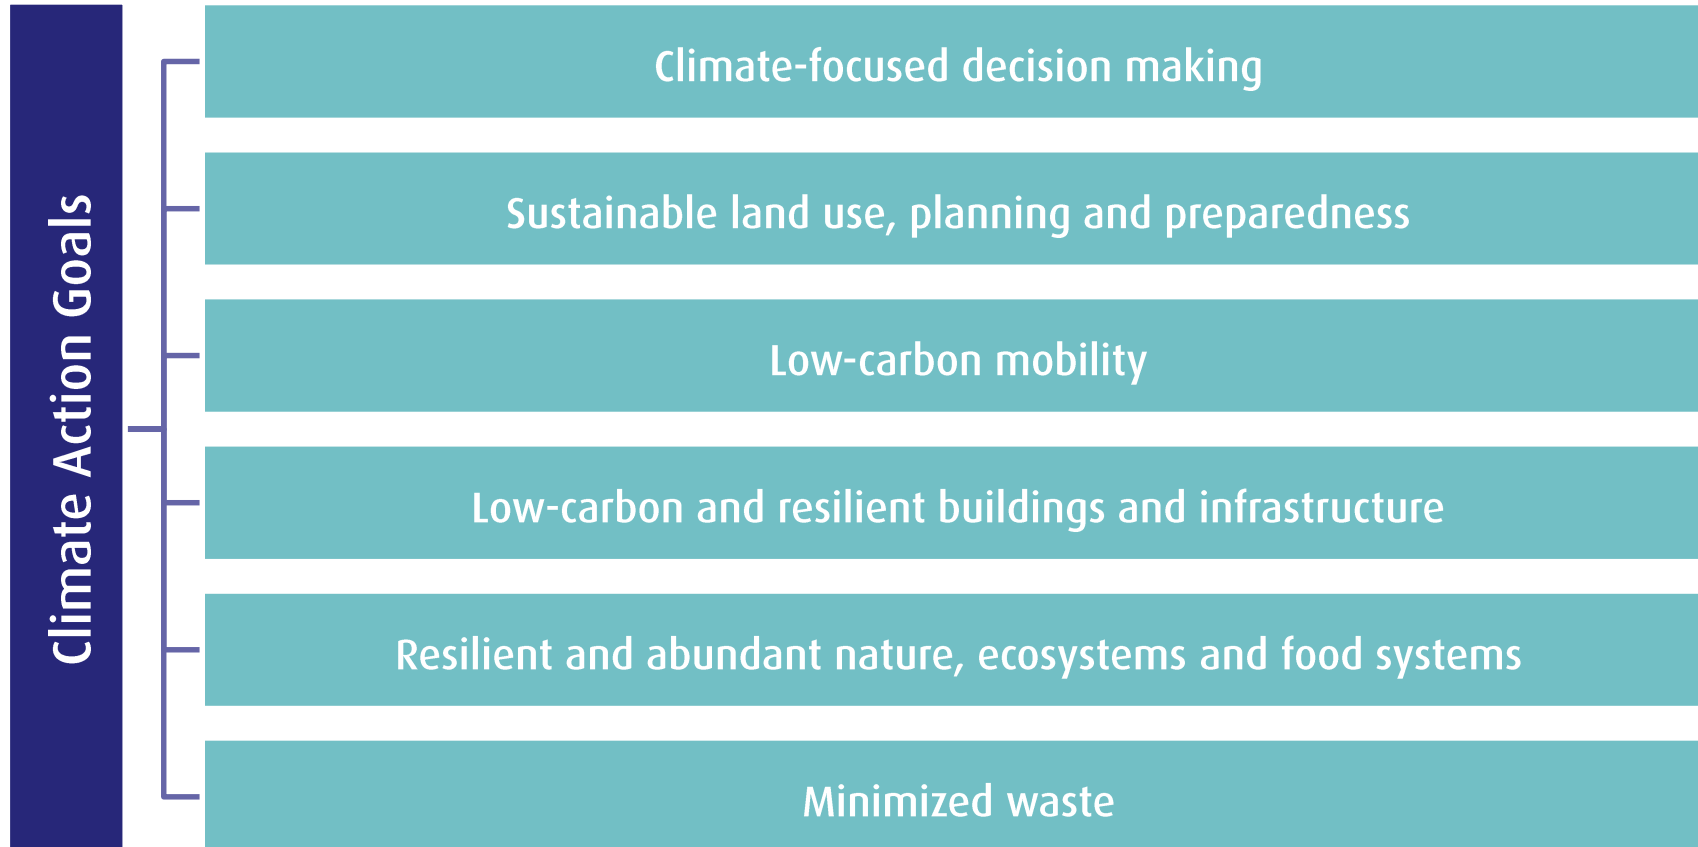 Climate Action Goals
Climate-focused decision making
Sustainable land use, planning and preparedness
Low-carbon mobility
Low-carbon and resilient buildings and infrastructure
Resilient and abundant nature, ecosystems and food systems
Minimized waste